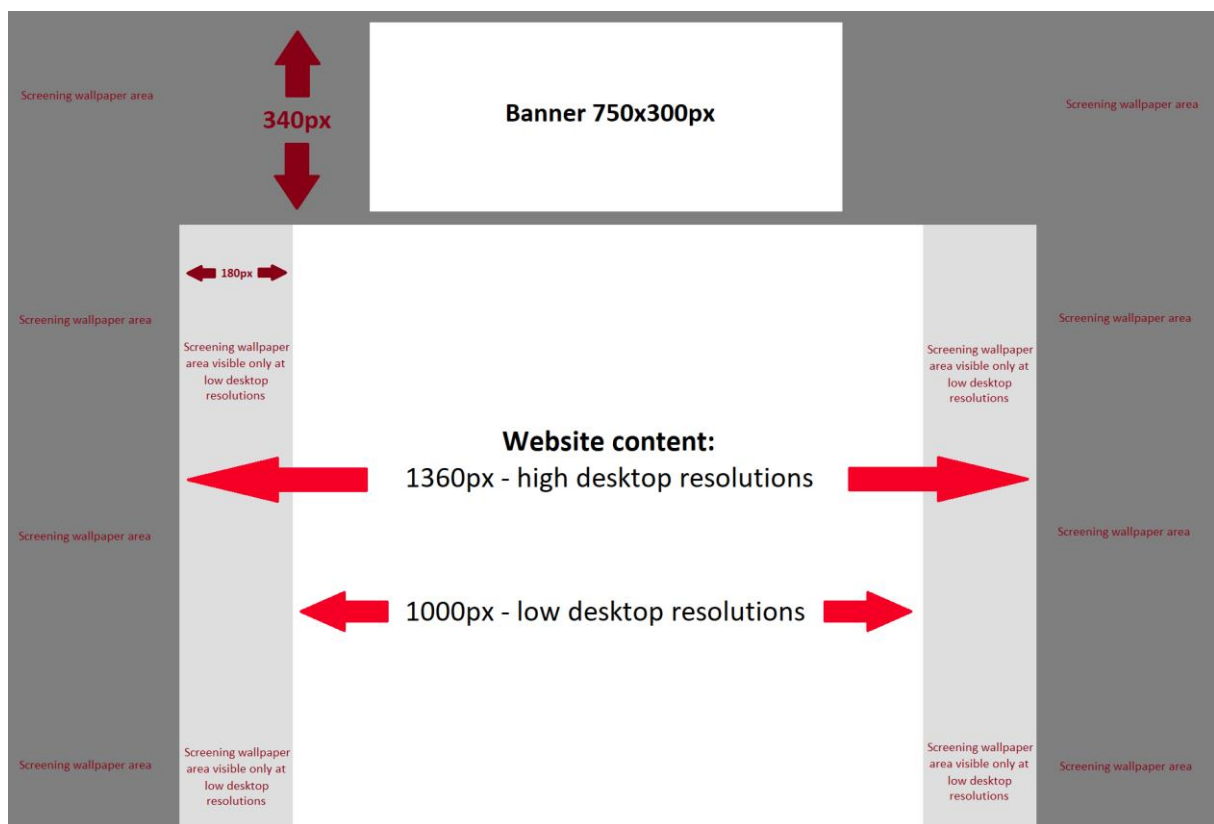 Screening wallpaper area
Banner 750x300px
Screening wallpaper area
340px
180px
Screening wallpaper area
Screening wallpaper area
Screening wallpaper
area visible only at
low desktop
resolutions
Screening wallpaper
area visible only at
low desktop
resolutions
Website content:
1360px - high desktop resolutions
Screening wallpaper area
Screening wallpaper area
1000px - low desktop resolutions
Screening wallpaper area
Screening wallpaper
area visible only at
low desktop
resolutions
Screening wallpaper
area visible only at
low desktop
resolutions
Screening wallpaper area